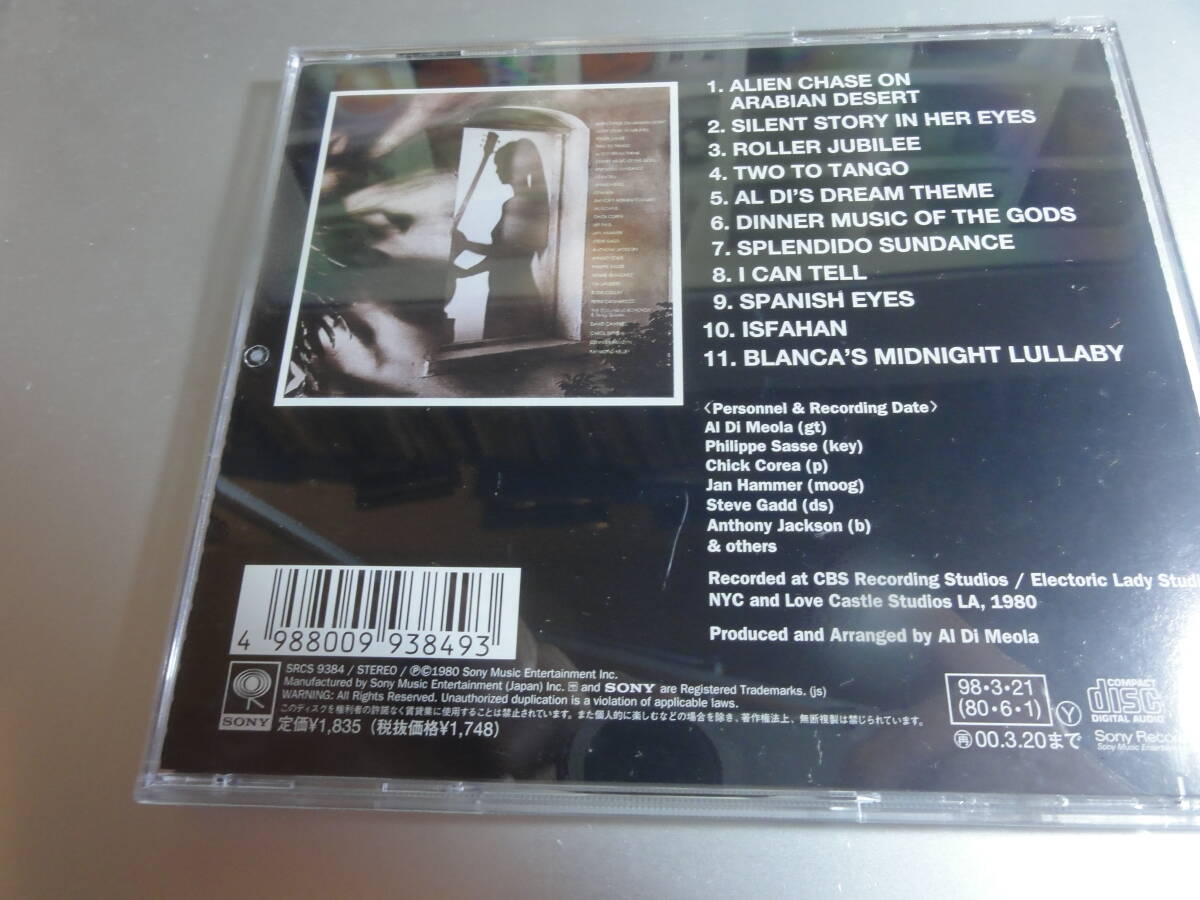 1. ALIEN CHASE ON
ARABIAN DESERT
2. SILENT STORY IN HER EYES
3. ROLLER JUBILEE
4. TWO TO TANGO
5. AL DI'S DREAM THEME
6. DINNER MUSIC OF THE GODS
7. SPLENDIDO SUNDANCE
8. I CAN TELL
9. SPANISH EYES
10. ISFAHAN
11. BLANCA'S MIDNIGHT LULLABY
〈Personnel & Recording Date〉
Al Di Meola (gt)
Philippe Sasse (key)
Chick Corea (p)
Jan Hammer (moog)
Steve Gadd (ds)
Anthony Jackson (b)
& others
Recorded at CBS Recording Studios / Electoric Lady Studi
NYC and Love Castle Studios LA, 1980
Produced and Arranged by Al Di Meola
4 988009 938493
SRCS 9384 / STEREO / ℗©1980 Sony Music Entertainment Inc.
Manufactured by Sony Music Entertainment (Japan) Inc. and SONY are Registered Trademarks. (js)
WARNING: All Rights Reserved. Unauthorized duplication is a violation of applicable laws.
このディスクを権利者の許諾なく賃貸業に使用することは禁止されています。また個人的に楽しむなどの場合を除き、著作権法上、無断複製は禁じられています。
定価¥1,835 (税抜価格¥1,748)
SONY
98・3・21
(80・6・1)
Y
再00.3.20まで
COMPACT
disc
DIGITAL AUDIO
Sony Reco
Sony Music Entertain